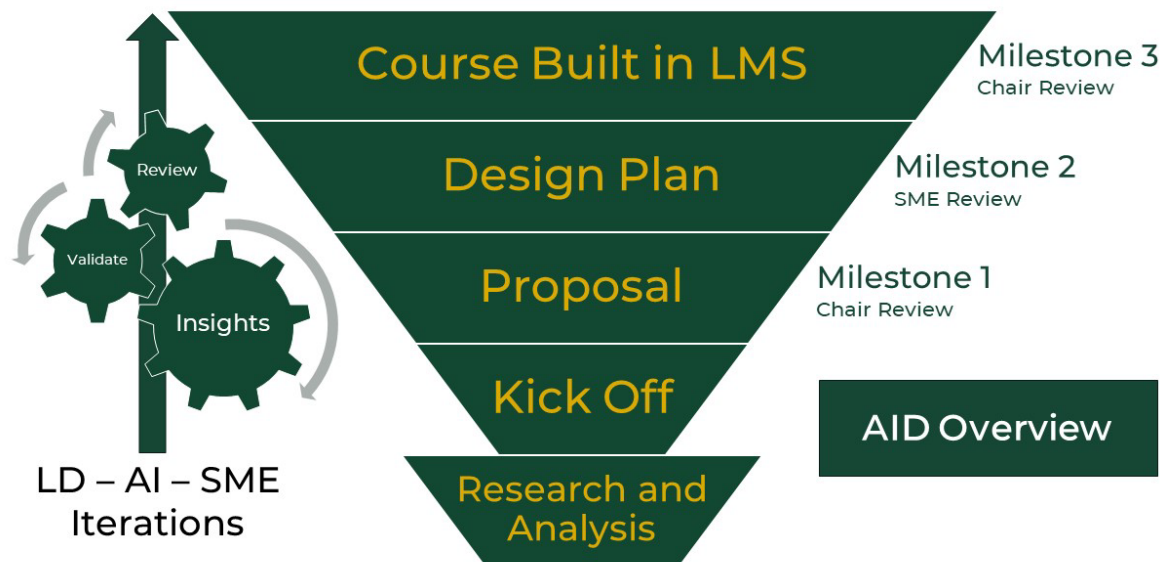 Course Built in LMS
Milestone 3
Chair Review
Review
Design Plan
Milestone 2
SME Review
Validate
Insights
Proposal
Milestone 1
Chair Review
Kick Off
AID Overview
LD – AI – SME
Iterations
Research and
Analysis